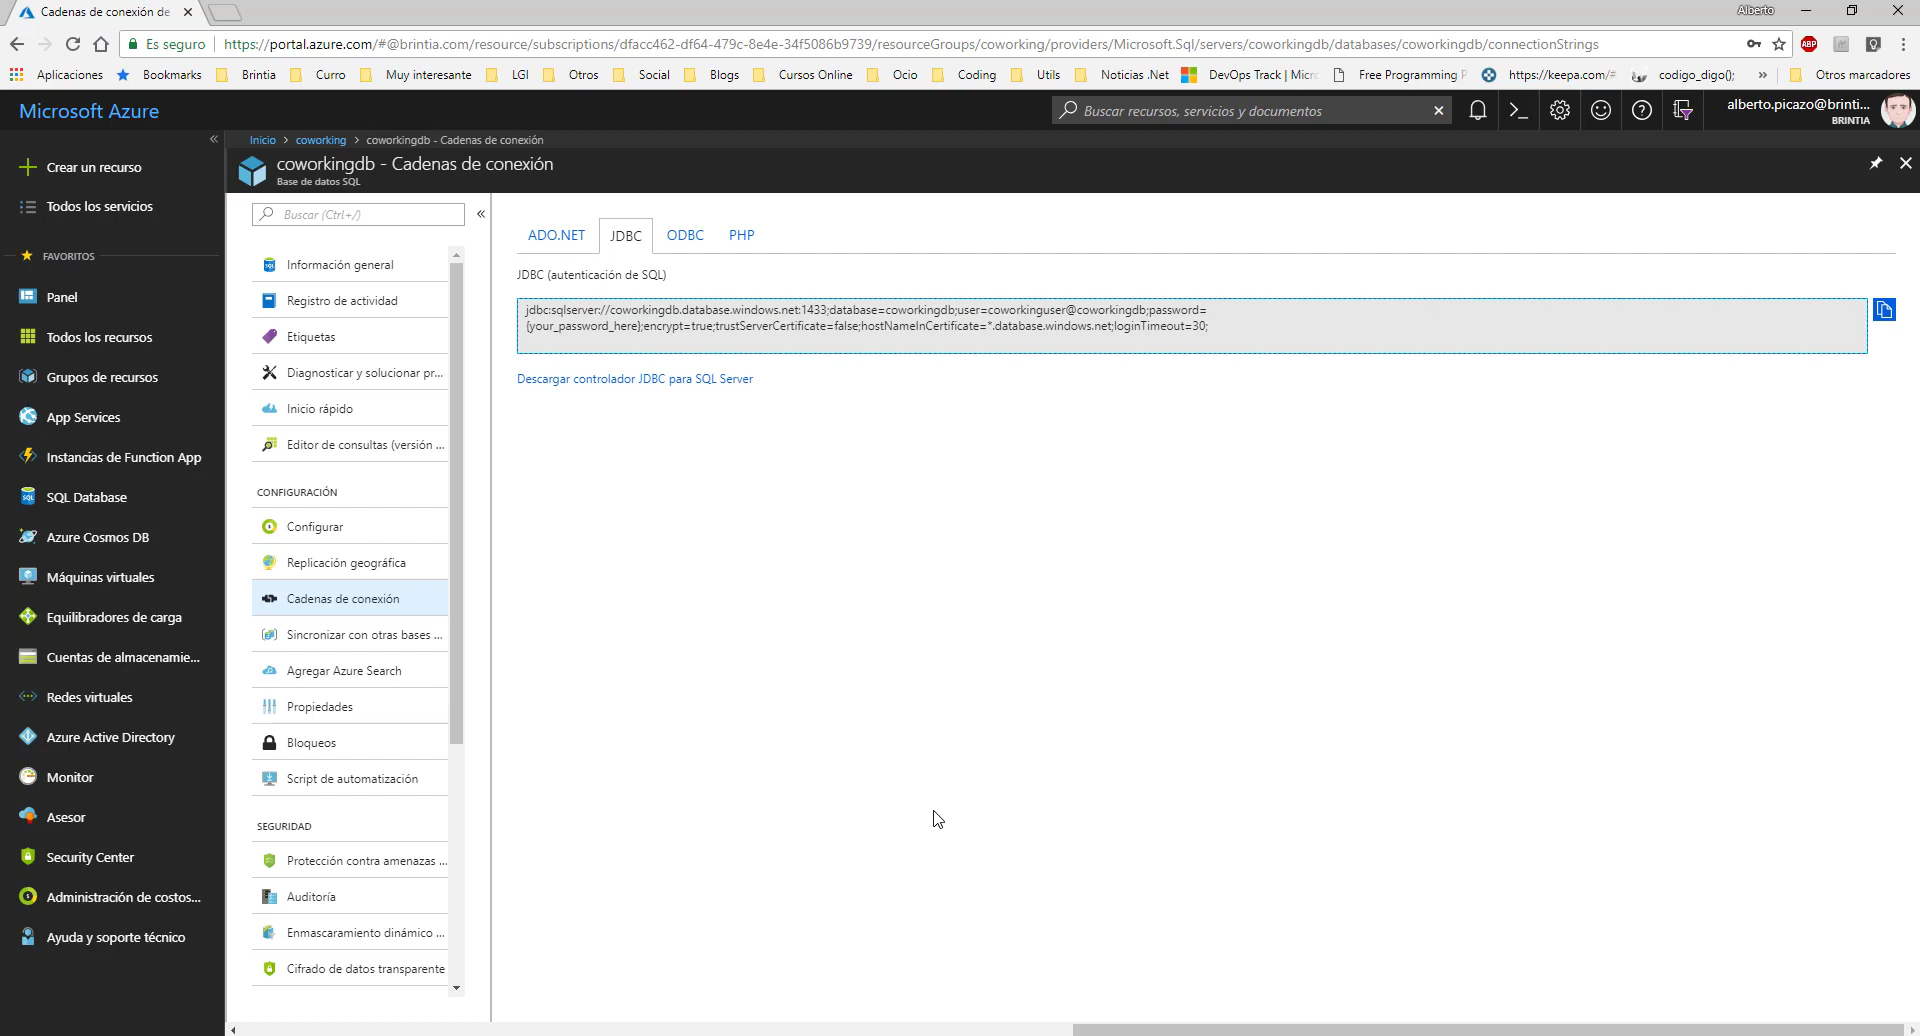 Cadenas de conexión de
Alberto
Es seguro
https://portal.azure.com/#@brintia.com/resource/subscriptions/dfacc462-df64-479c-8e4e-34f5086b9739/resourceGroups/coworking/providers/Microsoft.Sql/servers/coworkingdb/databases/coworkingdb/connectionStrings
ABP
Aplicaciones Bookmarks Brintia Curro Muy interesante LGI Otros Social Blogs Cursos Online Ocio Coding Utils Noticias .Net DevOps Track | Micr Free Programming https://keepa.com/# codigo_digo(); » Otros marcadores
Microsoft Azure
Buscar recursos, servicios y documentos
alberto.picazo@brinti...
BRINTIA
Inicio > coworking > coworkingdb - Cadenas de conexión
coworkingdb - Cadenas de conexión
Base de datos SQL
Crear un recurso
Todos los servicios
FAVORITOS
Panel
Todos los recursos
Grupos de recursos
App Services
Instancias de Function App
SQL Database
Azure Cosmos DB
Máquinas virtuales
Equilibradores de carga
Cuentas de almacenamie...
Redes virtuales
Azure Active Directory
Monitor
Asesor
Security Center
Administración de costos...
Ayuda y soporte técnico
Buscar (Ctrl+/)
Información general
Registro de actividad
Etiquetas
Diagnosticar y solucionar pr...
Inicio rápido
Editor de consultas (versión ...
CONFIGURACIÓN
Configurar
Replicación geográfica
Cadenas de conexión
Sincronizar con otras bases ...
Agregar Azure Search
Propiedades
Bloqueos
Script de automatización
SEGURIDAD
Protección contra amenazas ...
Auditoría
Enmascaramiento dinámico ...
Cifrado de datos transparente
ADO.NET JDBC ODBC PHP
JDBC (autenticación de SQL)
jdbc:sqlserver://coworkingdb.database.windows.net:1433;database=coworkingdb;user=coworkinguser@coworkingdb;password=
{your_password_here};encrypt=true;trustServerCertificate=false;hostNameInCertificate=*.database.windows.net;loginTimeout=30;
Descargar controlador JDBC para SQL Server